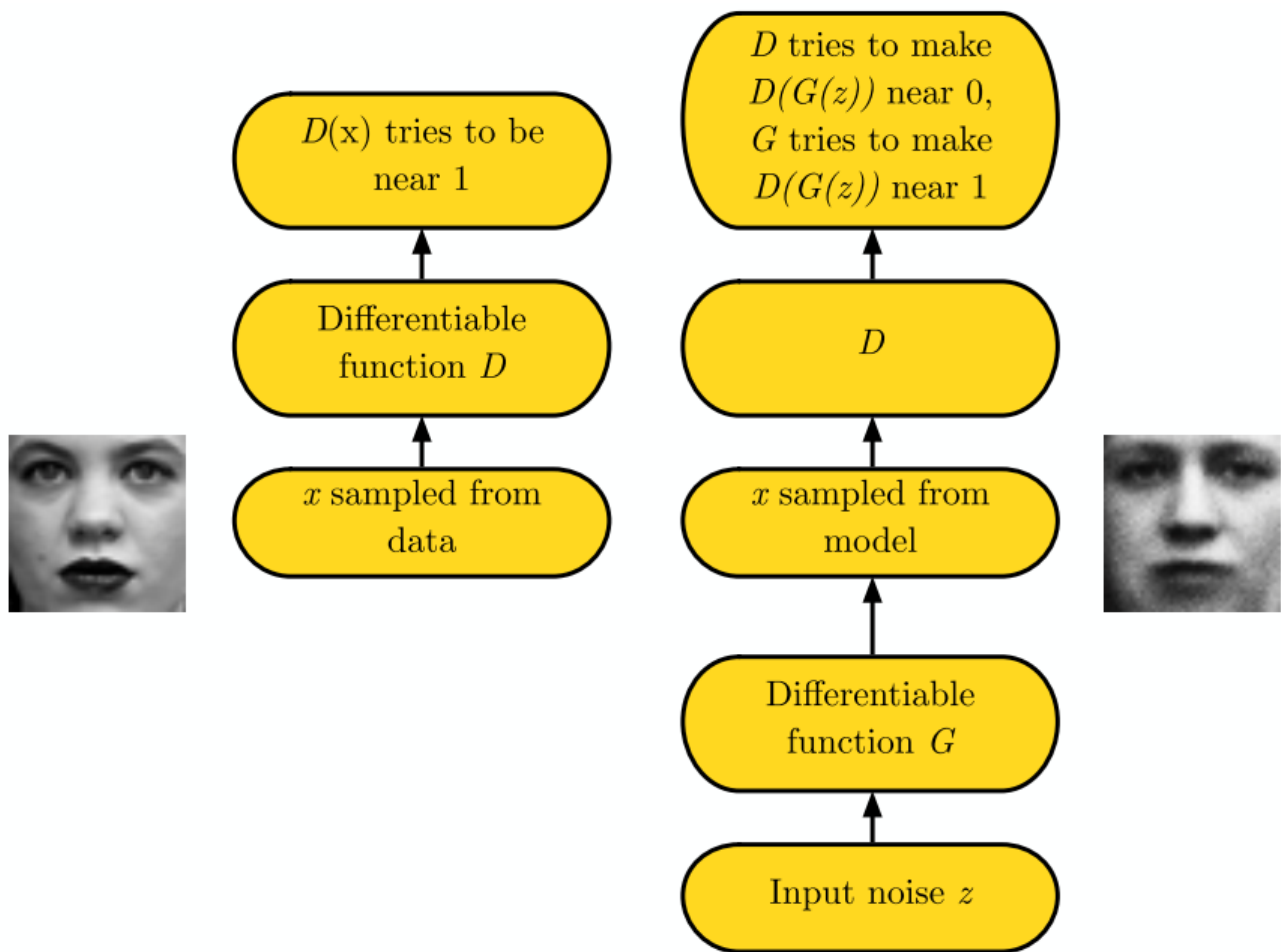 D(x) tries to be
near 1
Differentiable
function D
x sampled from
data
D tries to make
D(G(z)) near 0,
G tries to make
D(G(z)) near 1
D
x sampled from
model
Differentiable
function G
Input noise z